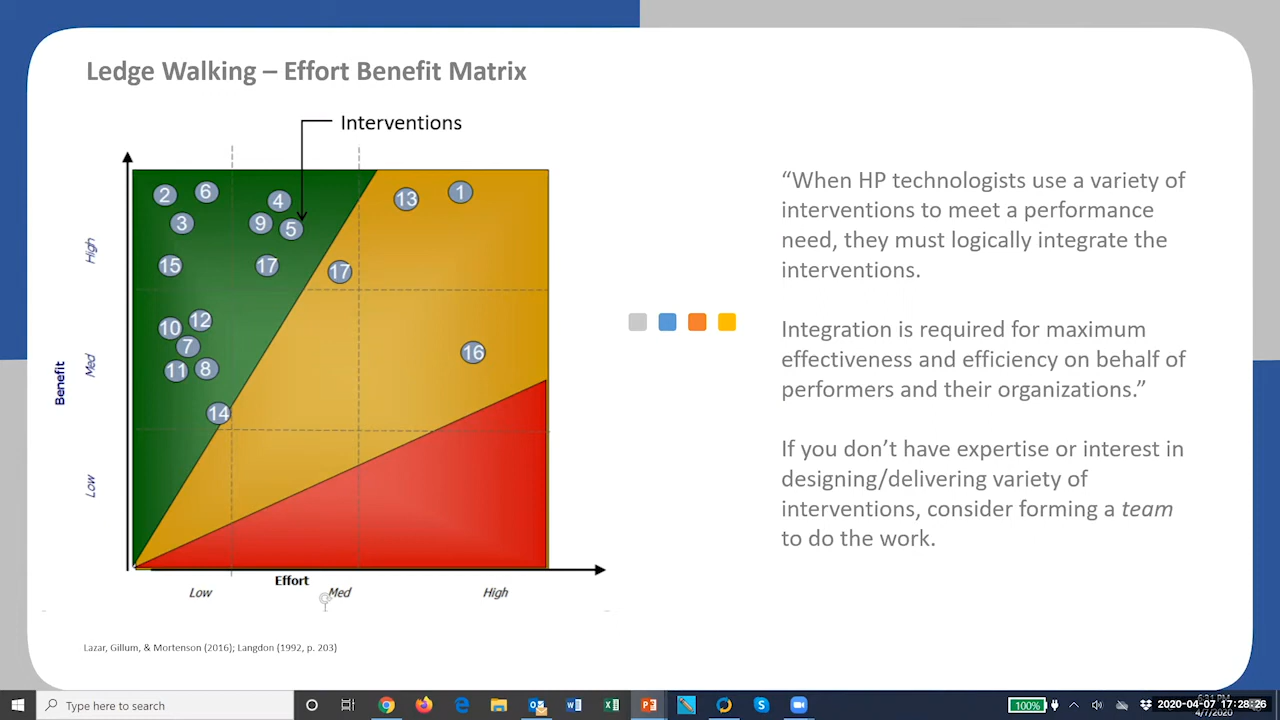 Ledge Walking – Effort Benefit Matrix
Interventions
2
6
4
13
1
3
9
5
High
15
17
17
10
12
7
16
Med
11
8
Benefit
14
Low
Effort
Low
Med
High
“When HP technologists use a variety of
interventions to meet a performance
need, they must logically integrate the
interventions.
Integration is required for maximum
effectiveness and efficiency on behalf of
performers and their organizations.”
If you don’t have expertise or interest in
designing/delivering variety of
interventions, consider forming a team
to do the work.
Lazar, Gillum, & Mortenson (2016); Langdon (1992, p. 203)
Type here to search
100%
2020-04-07 17:28:26
4/7/2020